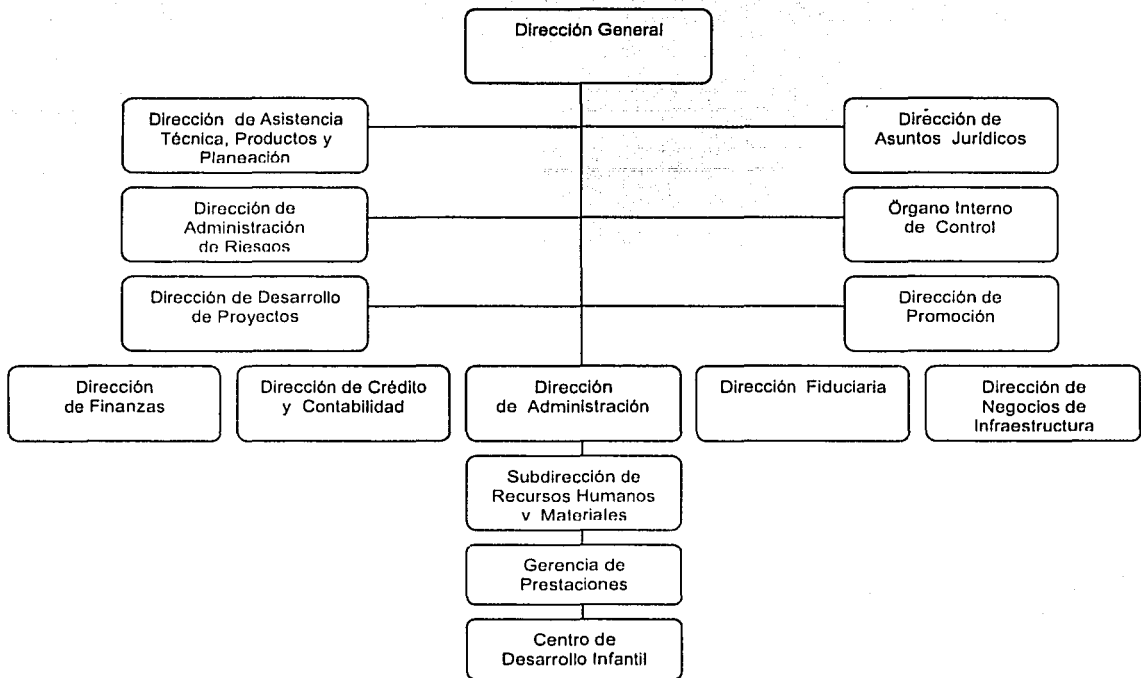 Dirección General
Dirección de Asistencia
Técnica, Productos y
Planeación
Dirección de
Asuntos Jurídicos
Dirección de
Administración
de Riesgos
Órgano Interno
de Control
Dirección de Desarrollo
de Proyectos
Dirección de
Promoción
Dirección
de Finanzas
Dirección de Crédito
y Contabilidad
Dirección
de Administración
Dirección Fiduciaria
Dirección de
Negocios de
Infraestructura
Subdirección de
Recursos Humanos
y Materiales
Gerencia de
Prestaciones
Centro de
Desarrollo Infantil